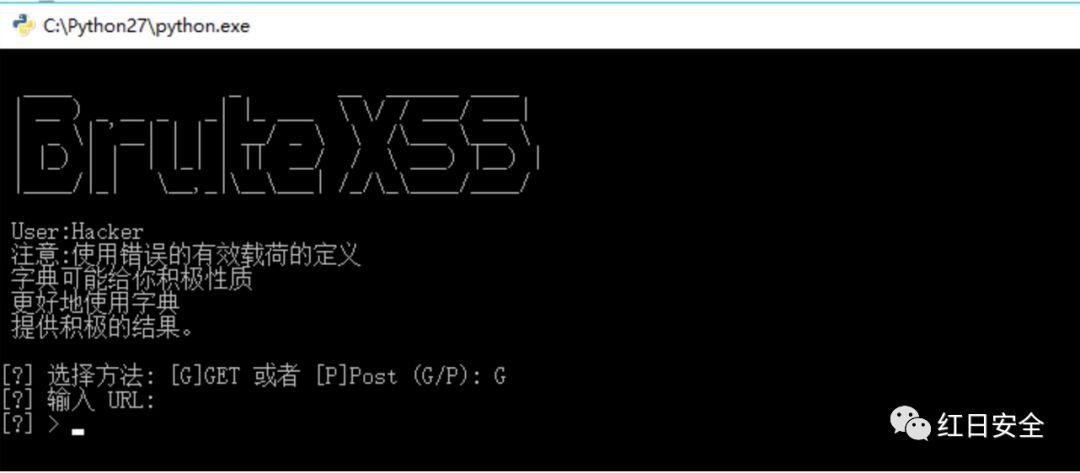 C:\Python27\python.exe
Brute XSS
User:Hacker
注意:使用错误的有效载荷的定义
字典可能给你积极性质
更好地使用字典
提供积极的结果。
[?] 选择方法: [G]GET 或者 [P]Post (G/P): G
[?] 输入 URL:
[?] >
红日安全